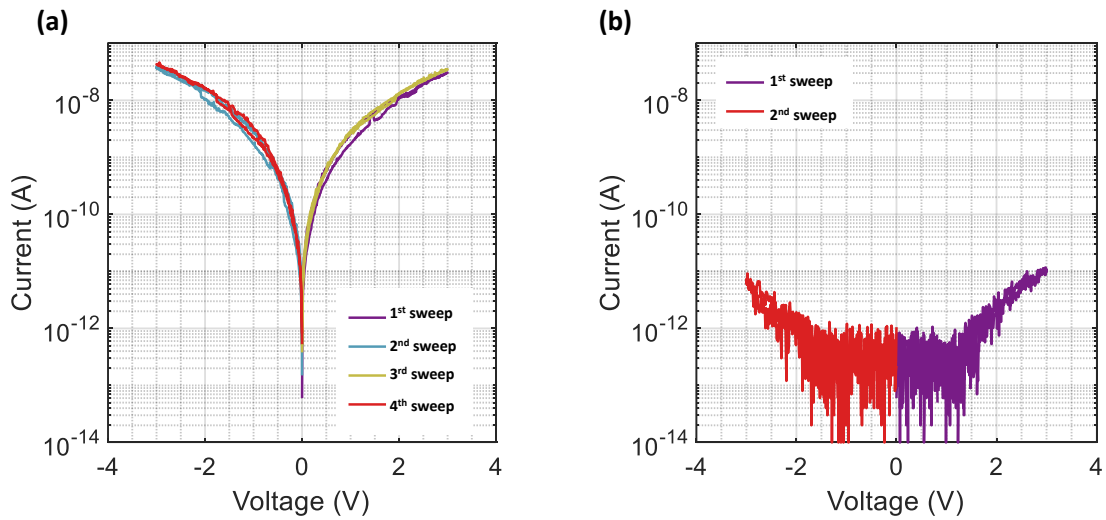 (a)
10^-8
10^-10
10^-12
10^-14
Current (A)
-4
-2
0
2
4
Voltage (V)
1st sweep
2nd sweep
3rd sweep
4th sweep
(b)
10^-8
10^-10
10^-12
10^-14
Current (A)
-4
-2
0
2
4
Voltage (V)
1st sweep
2nd sweep